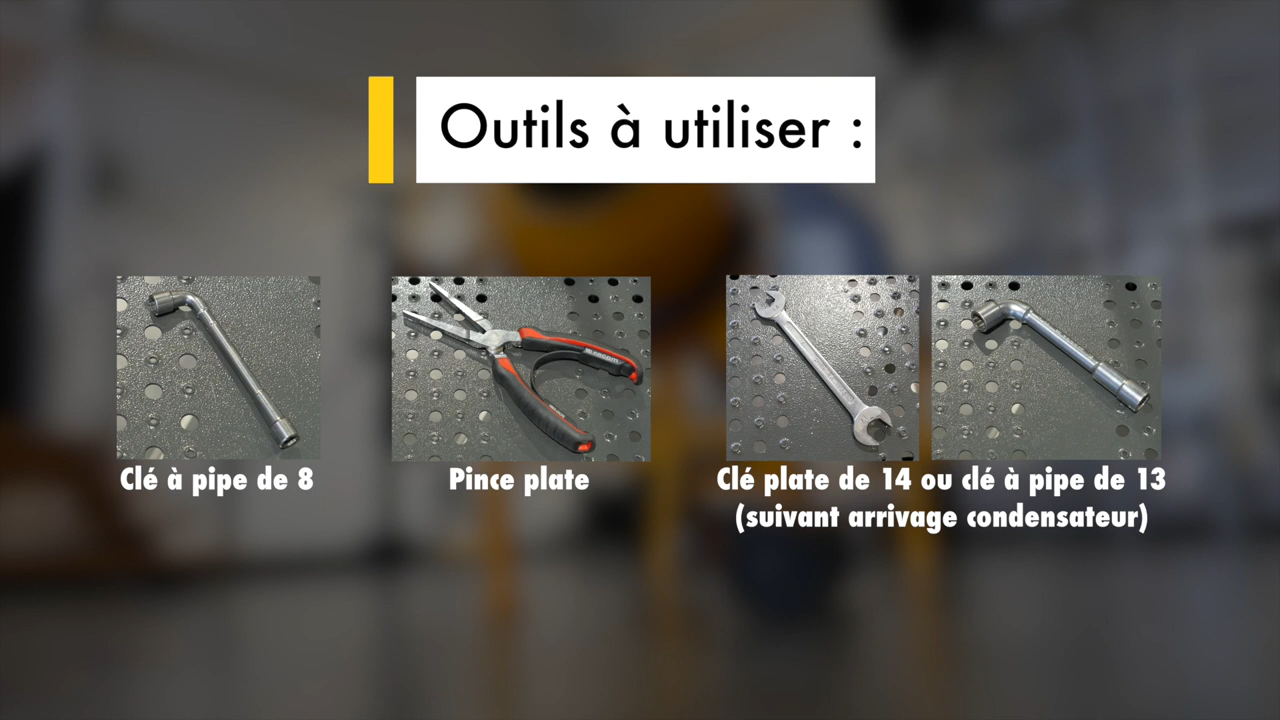 Outils à utiliser :
Clé à pipe de 8
Pince plate
Clé plate de 14 ou clé à pipe de 13
(suivant arrivage condensateur)